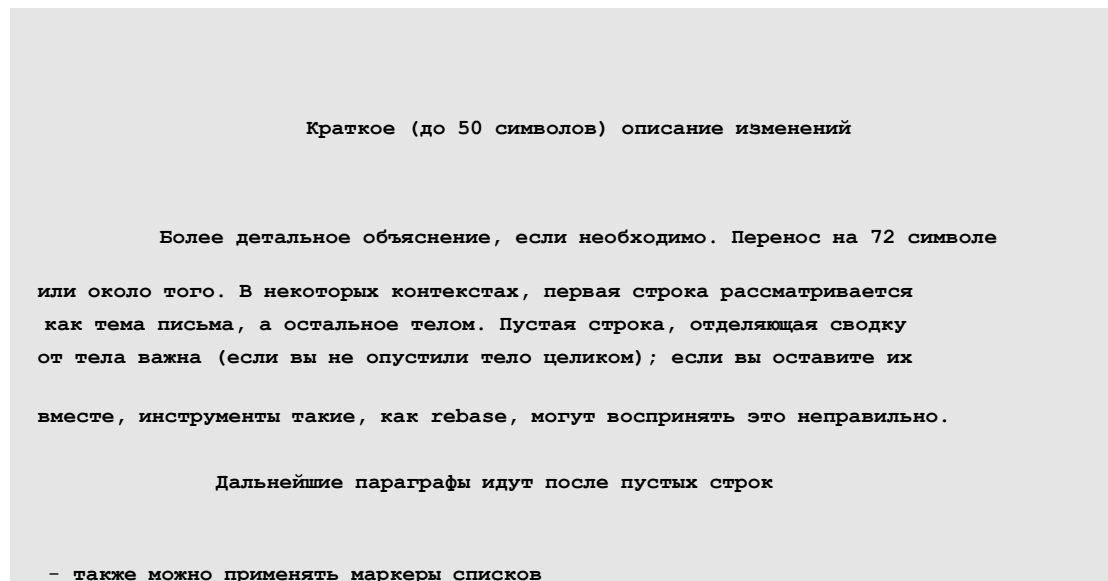 Краткое (до 50 символов) описание изменений
Более детальное объяснение, если необходимо. Перенос на 72 символе
или около того. В некоторых контекстах, первая строка рассматривается
как тема письма, а остальное телом. Пустая строка, отделяющая сводку
от тела важна (если вы не опустили тело целиком); если вы оставите их
вместе, инструменты такие, как rebase, могут воспринять это неправильно.
Дальнейшие параграфы идут после пустых строк
- также можно применять маркеры списков